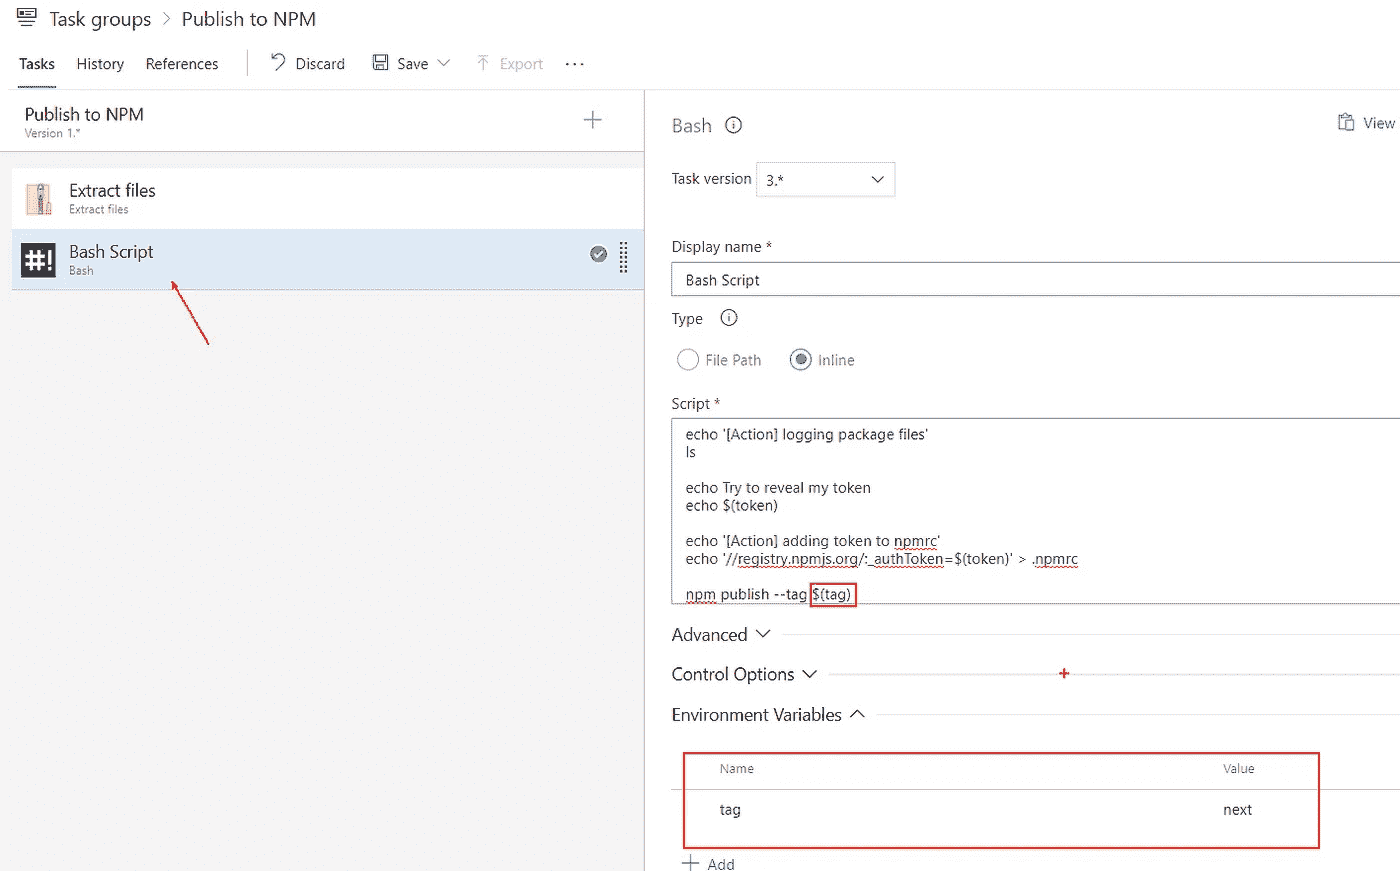 Task groups > Publish to NPM
Tasks History References Discard Save Export ...
Publish to NPM
Version 1.*
Extract files
Extract files
#! Bash Script
Bash
Bash
View
Task version 3.*
Display name *
Bash Script
Type
File Path Inline
Script *
echo '[Action] logging package files'
ls
echo Try to reveal my token
echo $(token)
echo '[Action] adding token to npmrc'
echo '//registry.npmjs.org/:_authToken=$(token)' > .npmrc
npm publish --tag $(tag)
Advanced
Control Options
Environment Variables
Name Value
tag next
Add